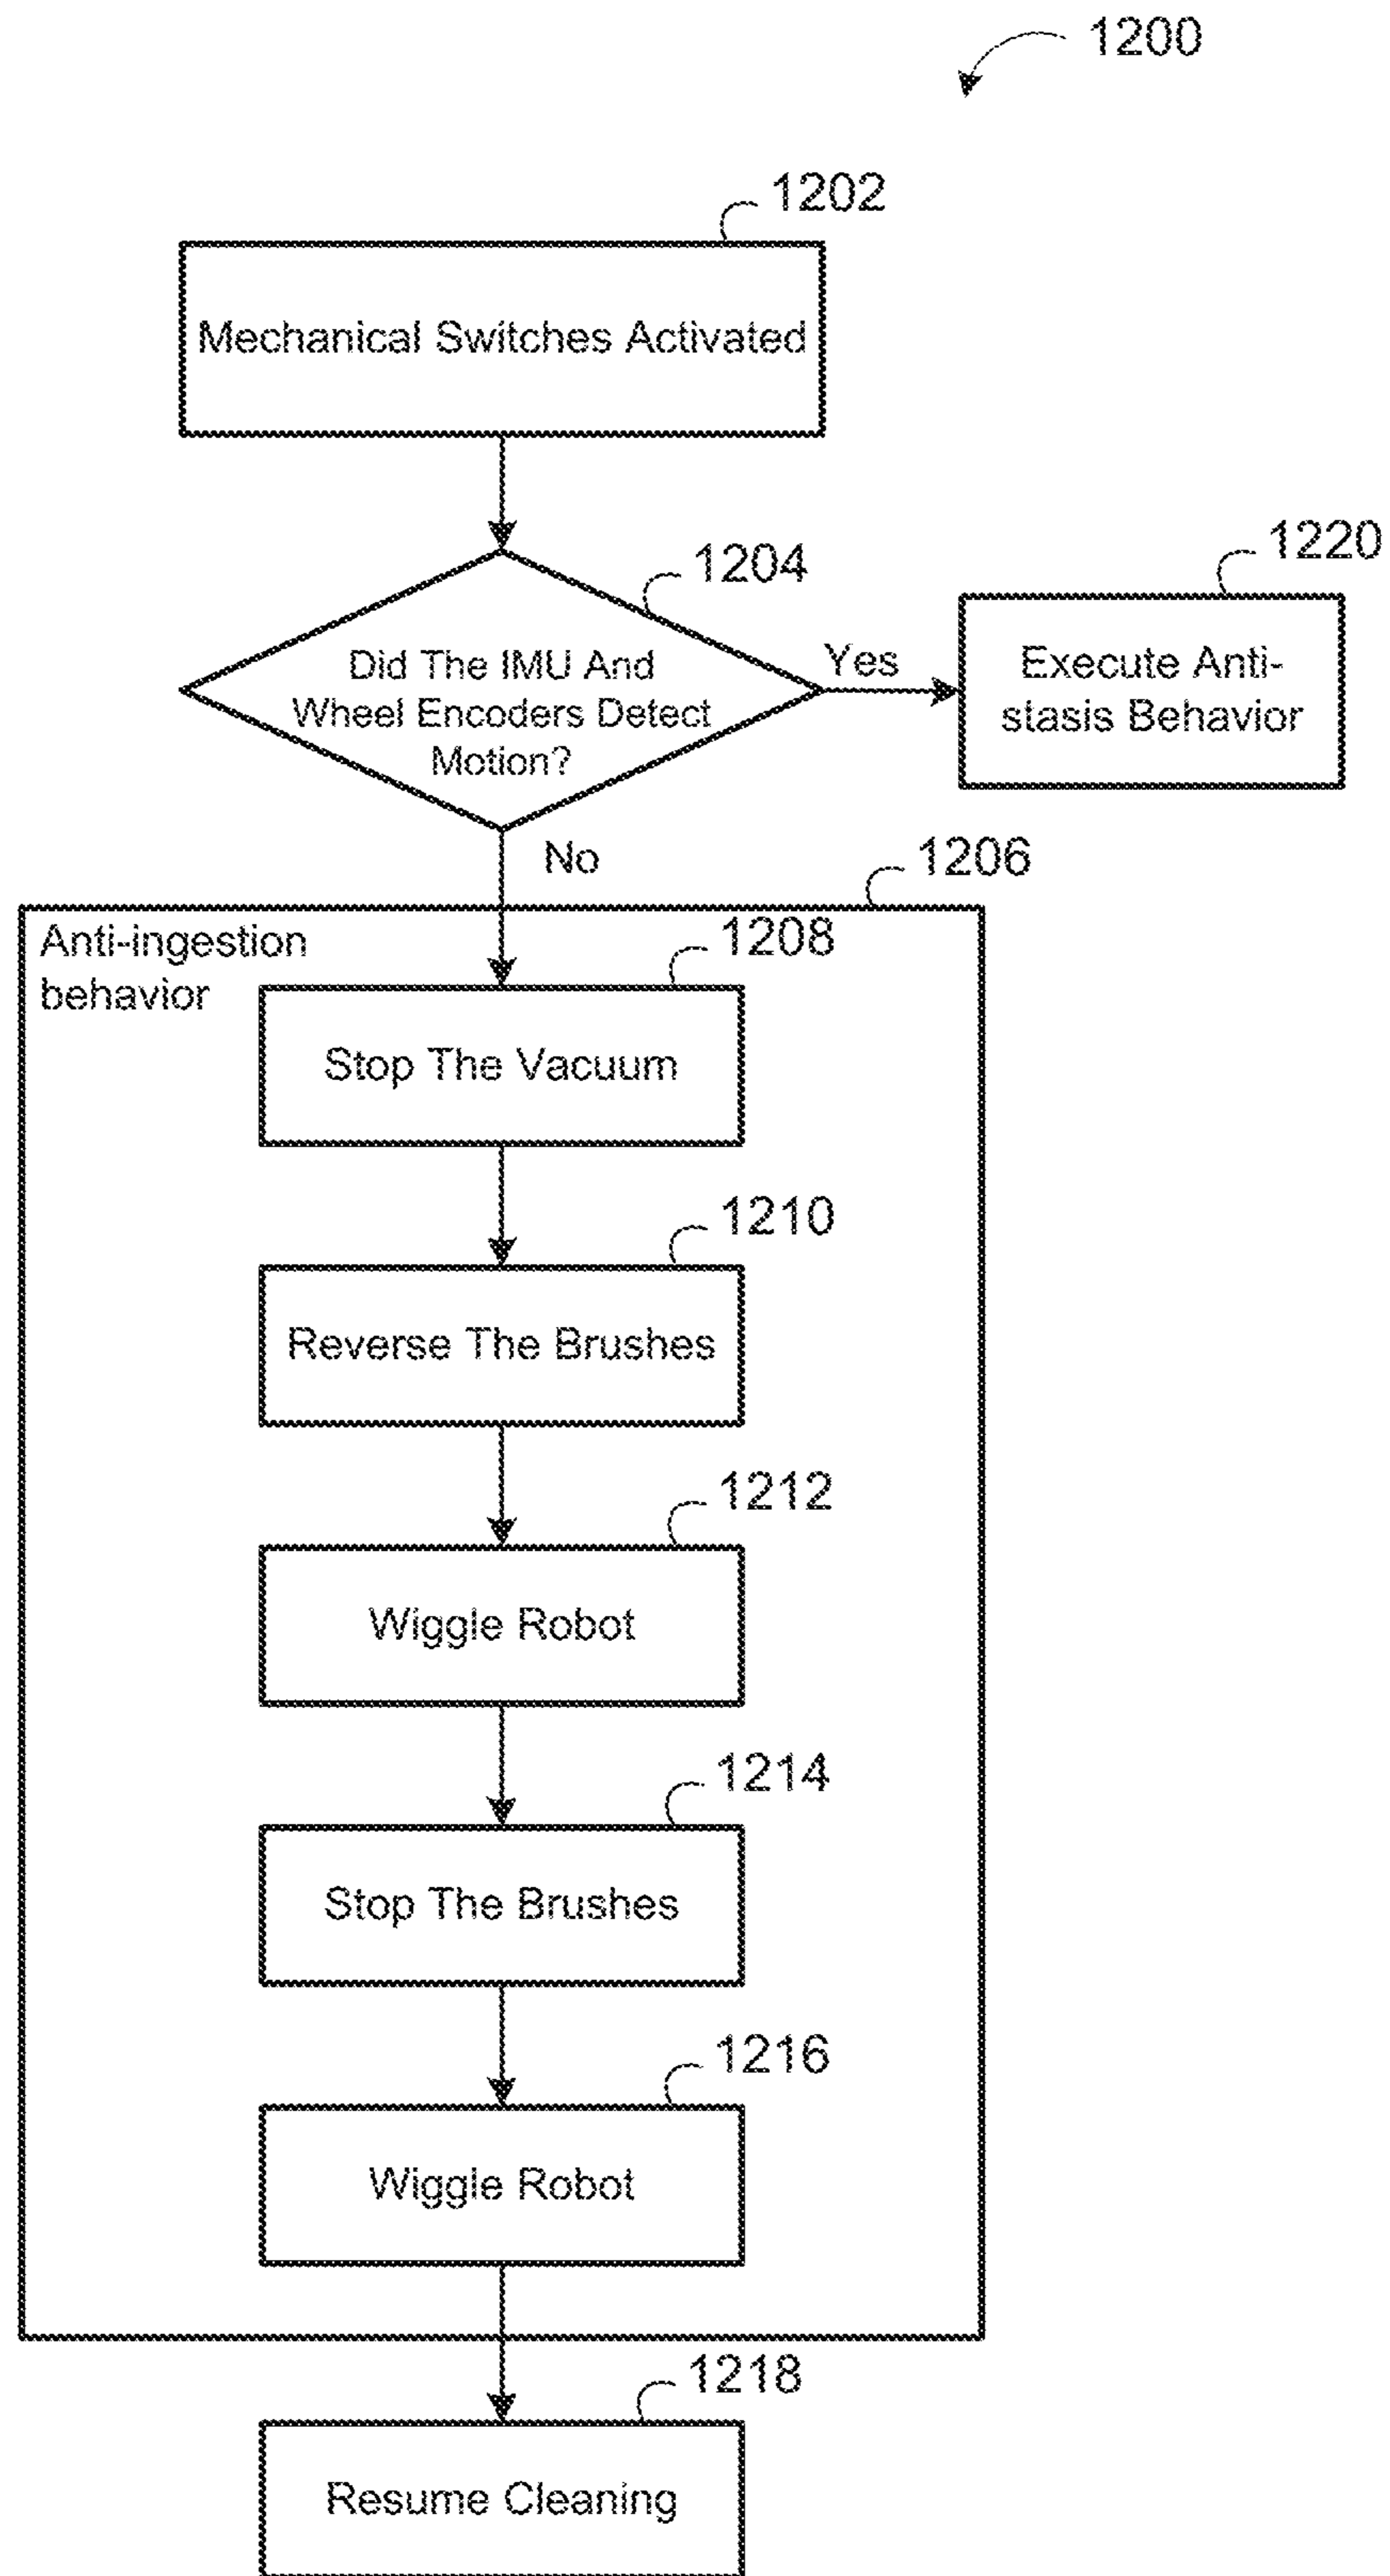 1200
1202
Mechanical Switches Activated
1204
Did The IMU And
Wheel Encoders Detect
Motion?
Yes
1220
Execute Anti-
stasis Behavior
No
1206
Anti-ingestion
behavior
1208
Stop The Vacuum
1210
Reverse The Brushes
1212
Wiggle Robot
1214
Stop The Brushes
1216
Wiggle Robot
1218
Resume Cleaning